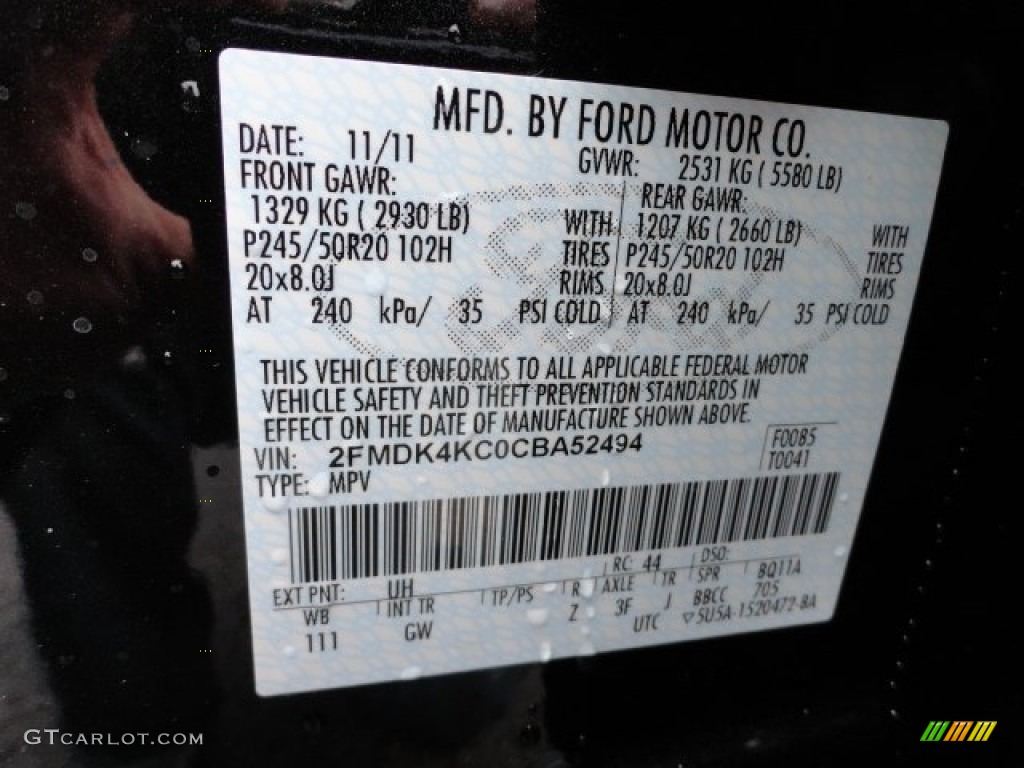 MFD. BY FORD MOTOR CO.
DATE: 11/11 GVWR: 2531 KG ( 5580 LB)
FRONT GAWR: REAR GAWR:
1329 KG ( 2930 LB) WITH 1207 KG ( 2660 LB) WITH
P245/50R20 102H TIRES P245/50R20 102H TIRES
20x8.0J RIMS 20x8.0J RIMS
AT 240 kPa/ 35 PSI COLD AT 240 kPa/ 35 PSI COLD
THIS VEHICLE CONFORMS TO ALL APPLICABLE FEDERAL MOTOR
VEHICLE SAFETY AND THEFT PREVENTION STANDARDS IN
EFFECT ON THE DATE OF MANUFACTURE SHOWN ABOVE.
VIN: 2FMDK4KC0CBA52494 F0085
TYPE: MPV T0041
RC: 44 DSO:
EXT PNT: UH BQ11A
WB INT TR TP/PS R AXLE TR SPR 705
111 GW Z 3F J BBCC
UTC ▽5U5A-1520472-BA
GTCARLOT.COM